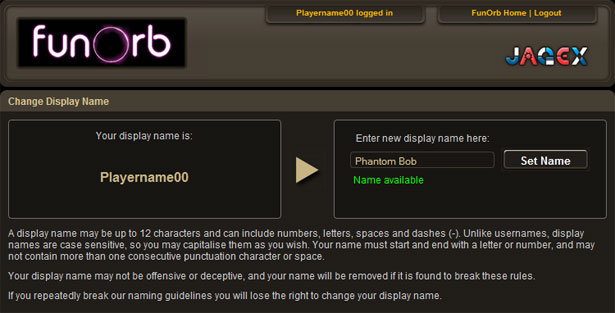 funOrb
Playername00 logged in
FunOrb Home | Logout
JAGEX
Change Display Name
Your display name is:
Playername00
Enter new display name here:
Phantom Bob
Set Name
Name available
A display name may be up to 12 characters and can include numbers, letters, spaces and dashes (-). Unlike usernames, display
names are case sensitive, so you may capitalise them as you wish. Your name must start and end with a letter or number, and may
not contain more than one consecutive punctuation character or space.
Your display name may not be offensive or deceptive, and your name will be removed if it is found to break these rules.
If you repeatedly break our naming guidelines you will lose the right to change your display name.